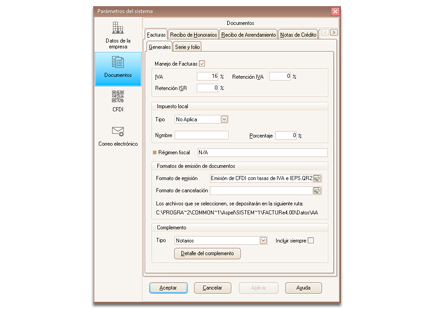 Parámetros del sistema
Documentos
Datos de la
empresa
Documentos
CFDI
Correo electrónico
Facturas
Recibo de Honorarios
Recibo de Arrendamiento
Notas de Crédito
Generales
Serie y folio
Manejo de Facturas
IVA
16 %
Retención IVA
0 %
Retención ISR
0 %
Impuesto local
Tipo
No Aplica
Nombre
Porcentaje
0 %
Régimen fiscal
N/A
Formatos de emisión de documentos
Formato de emisión
Emisión de CFDI con tasas de IVA e IEPS.QR2
Formato de cancelación
Los archivos que se seleccionen, se depositarán en la siguiente ruta:
C:\PROGRA~2\COMMON~1\Aspel\SISTEM~1\FACTURe4.00\Datos\AA
Complemento
Tipo
Notarios
Incluir siempre
Detalle del complemento
Aceptar
Cancelar
Aplicar
Ayuda